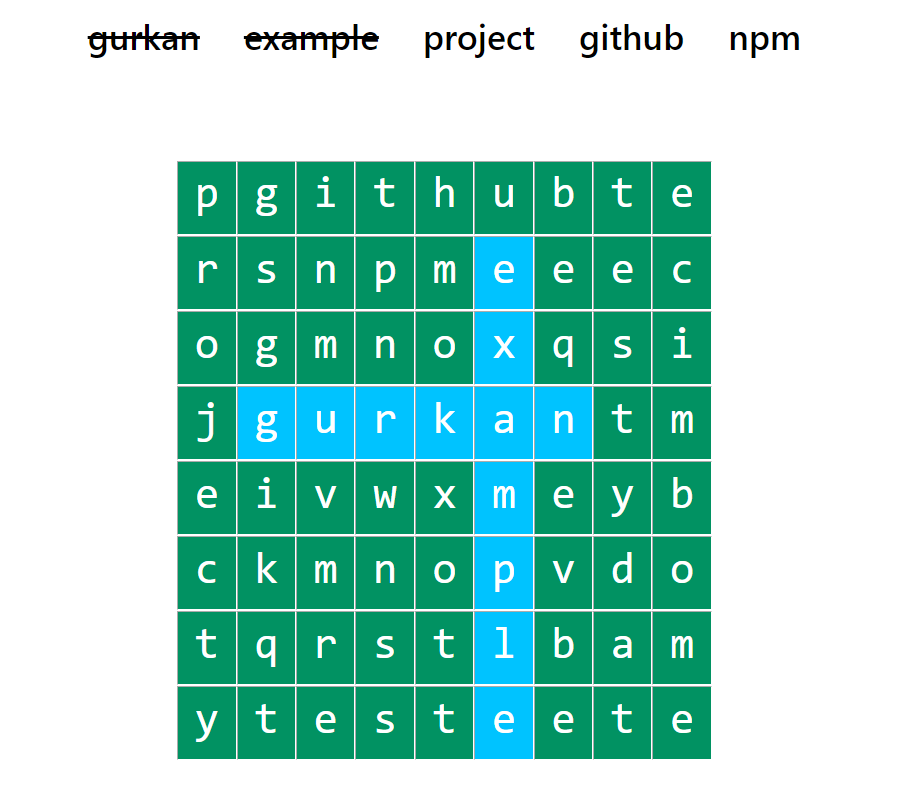 gurkan example project github npm
p g i t h u b t e
r s n p m e e e c
o g m n o x q s i
j g u r k a n t m
e i v w x m e y b
c k m n o p v d o
t q r s t l b a m
y t e s t e e t e